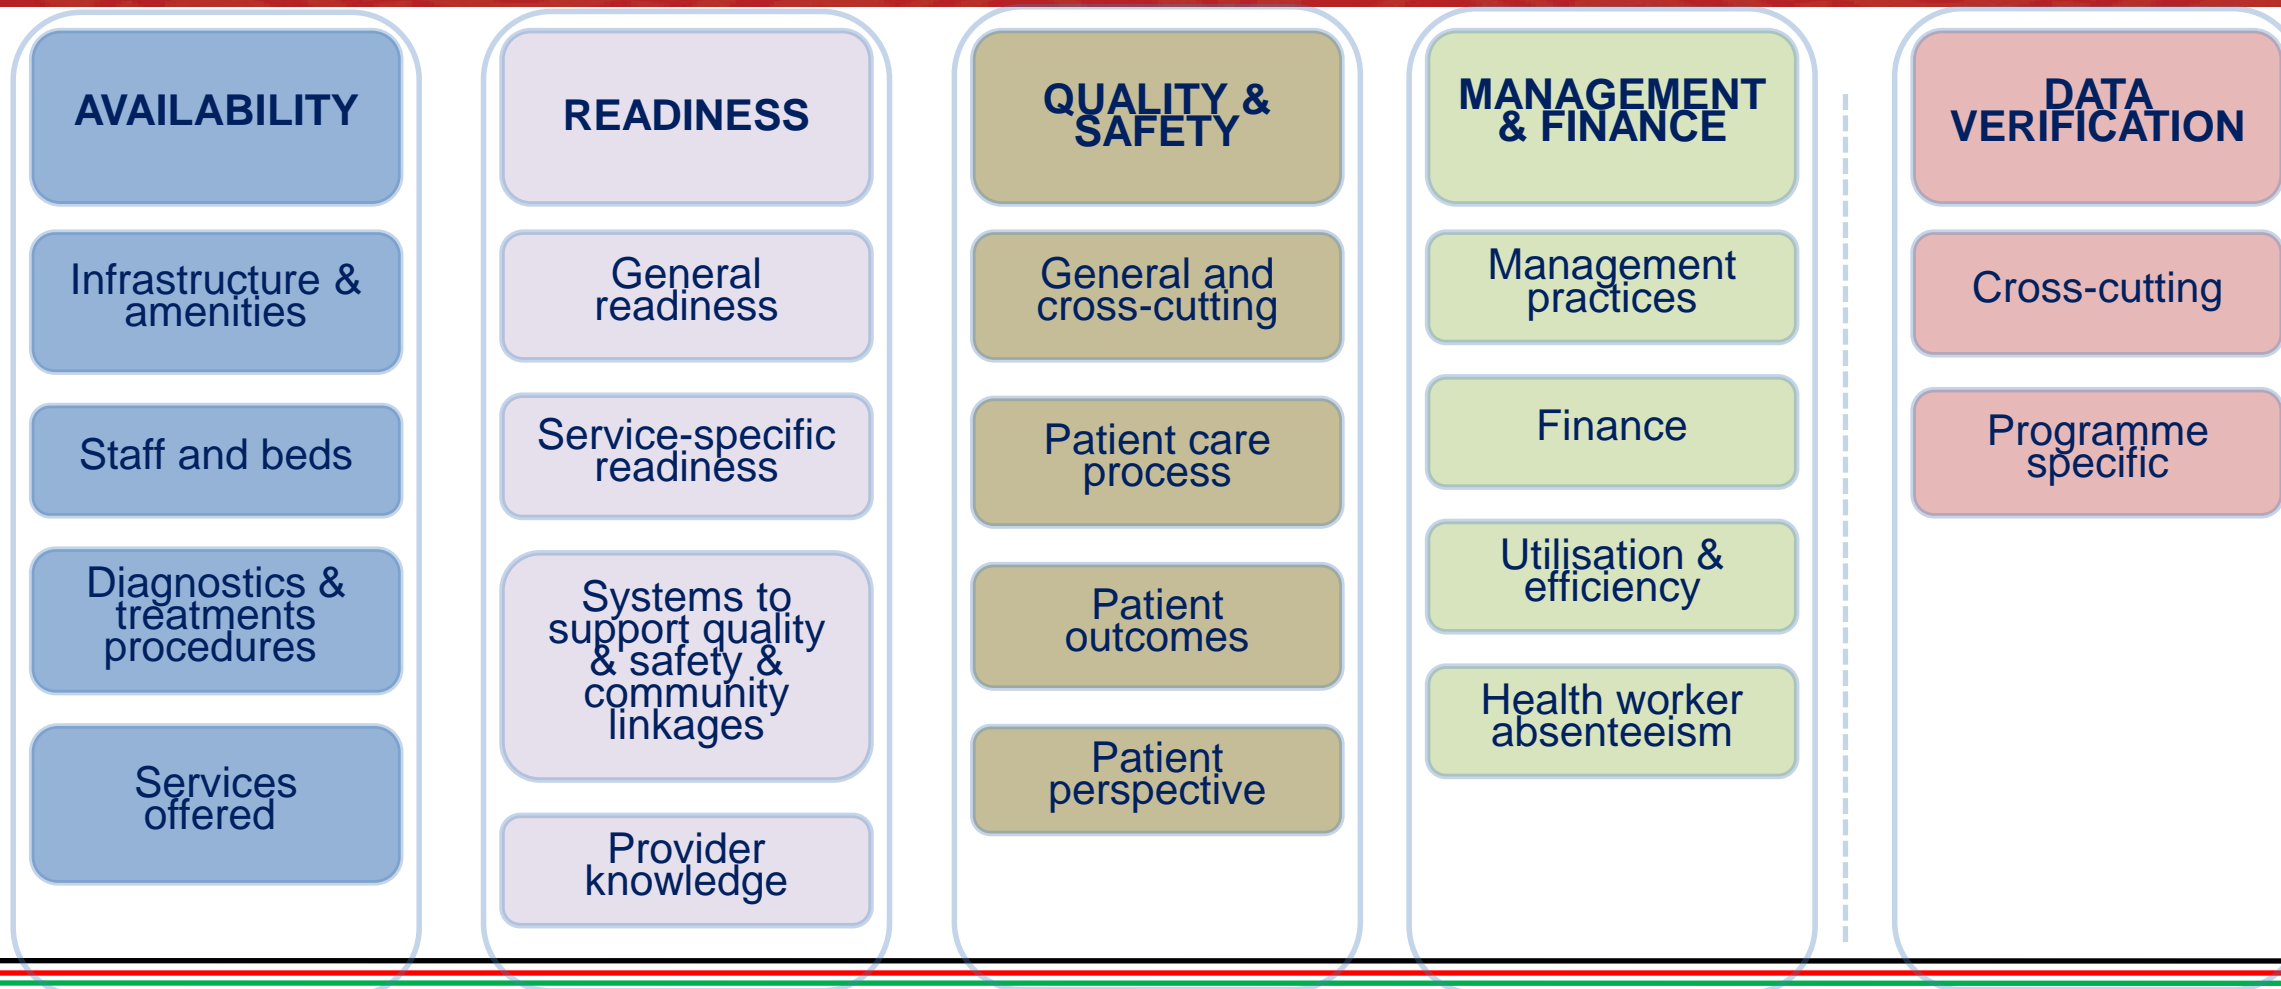 AVAILABILITY
Infrastructure &
amenities
Staff and beds
Diagnostics &
treatments
procedures
Services
offered
READINESS
General
readiness
Service-specific
readiness
Systems to
support quality
& safety &
community
linkages
Provider
knowledge
QUALITY &
SAFETY
General and
cross-cutting
Patient care
process
Patient
outcomes
Patient
perspective
MANAGEMENT
& FINANCE
Management
practices
Finance
Utilisation &
efficiency
Health worker
absenteeism
DATA
VERIFICATION
Cross-cutting
Programme
specific